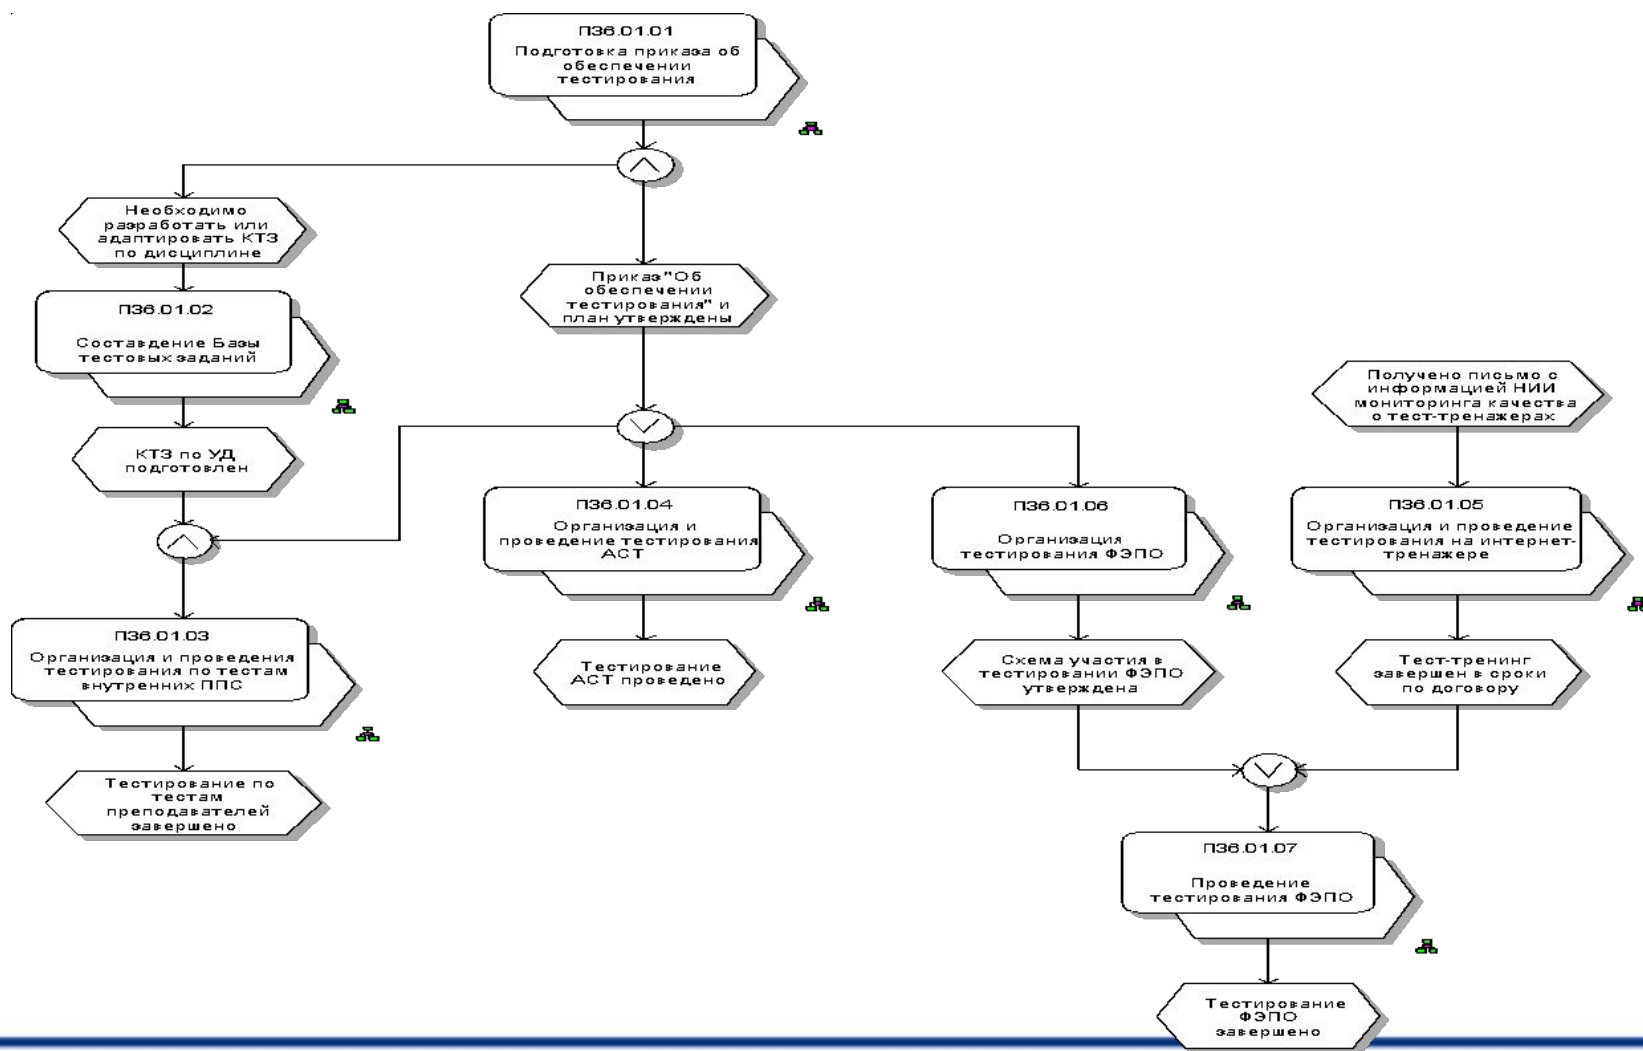 П36.01.01
Подготовка приказа об
обеспечении
тестирования
Необходимо
разработать или
адаптировать КТЗ
по дисциплине
Приказ "Об
обеспечении
тестирования" и
план утверждены
П36.01.02
Составдение Базы
тестовых заданий
КТЗ по УД
подготовлен
Получено письмо с
информацией НИИ
мониторинга качества
о тест-тренажерах
П36.01.04
Организация и
проведение тестирования
АСТ
П36.01.06
Организация
тестирования ФЭПО
П36.01.05
Организация и проведение
тестирования на интернет-
тренажере
П36.01.03
Организация и проведения
тестирования по тестам
внутренних ППС
Тестирование
АСТ проведено
Схема участия в
тестировании ФЭПО
утверждена
Тест-тренинг
завершен в сроки
по договору
Тестирование по
тестам
преподавателей
завершено
П36.01.07
Проведение
тестирования ФЭПО
Тестирование
ФЭПО
завершено